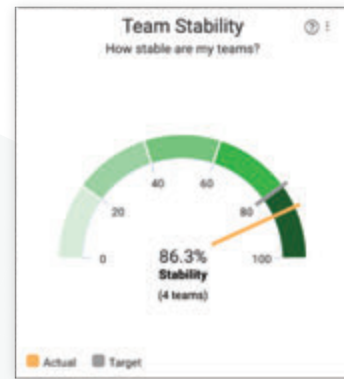 Team Stability
How stable are my teams?
40 60
20 80
0 100
86.3%
Stability
(4 teams)
Actual Target